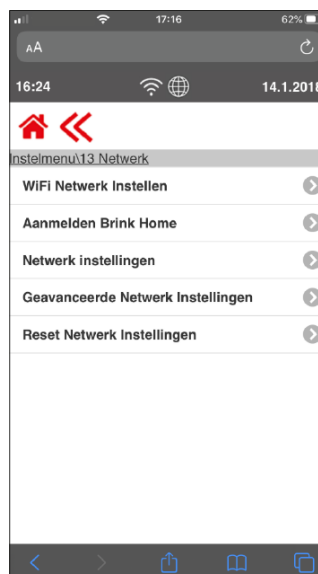 17:16 62%
AA
16:24 14.1.2018
Instelmenu\13 Netwerk
WiFi Netwerk Instellen
Aanmelden Brink Home
Netwerk instellingen
Geavanceerde Netwerk Instellingen
Reset Netwerk Instellingen